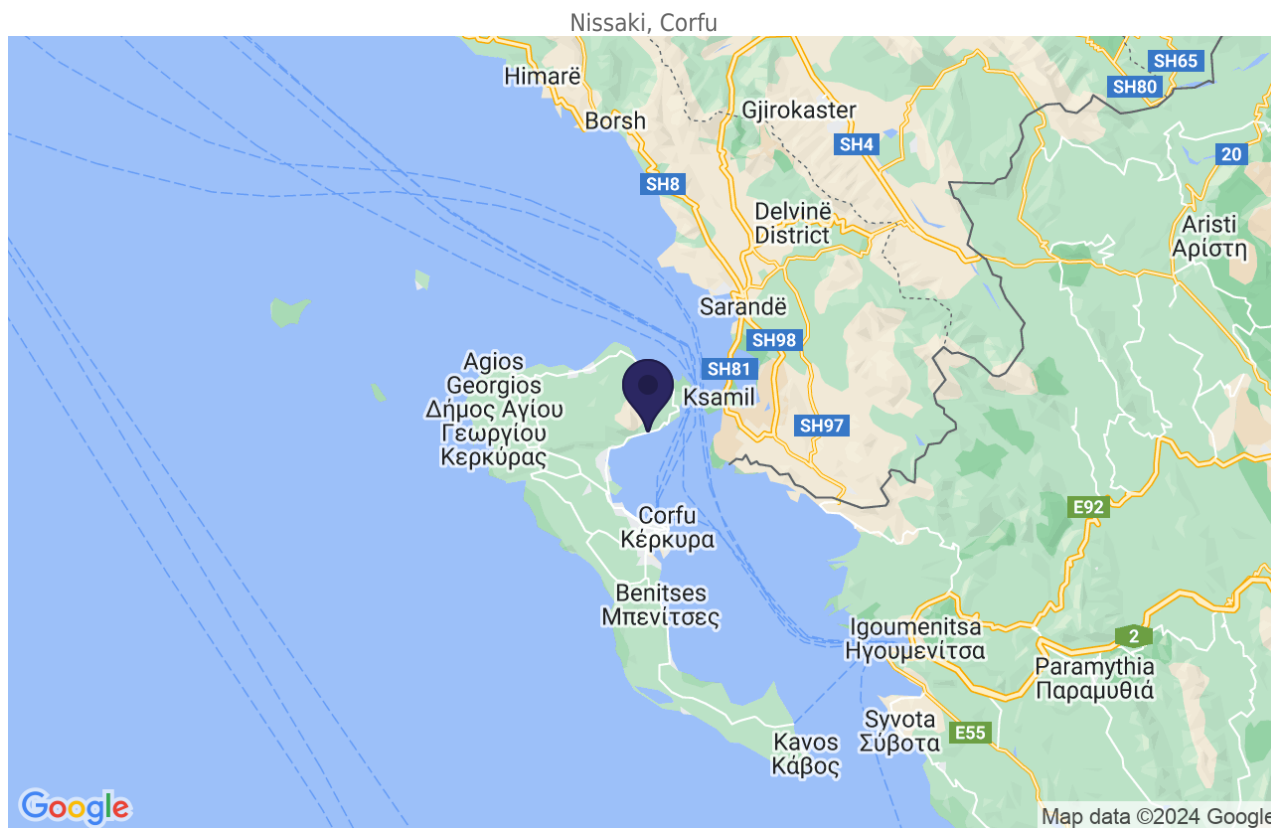 Nissaki, Corfu
SH65
SH80
Himarë
Gjirokaster
Borsh
SH4
20
SH8
Delvinë
District
Aristi
Αρίστη
Sarandë
SH98
Agios
Georgios
Δήμος Αγίου
Γεωργίου
Κερκύρας
SH81
Ksamil
SH97
E92
Corfu
Κέρκυρα
Benitses
Μπενίτσες
Igoumenitsa
Ηγουμενίτσα
2
Paramythia
Παραμυθιά
Syvota
Σύβοτα
E55
Kavos
Κάβος
Google
Map data ©2024 Google